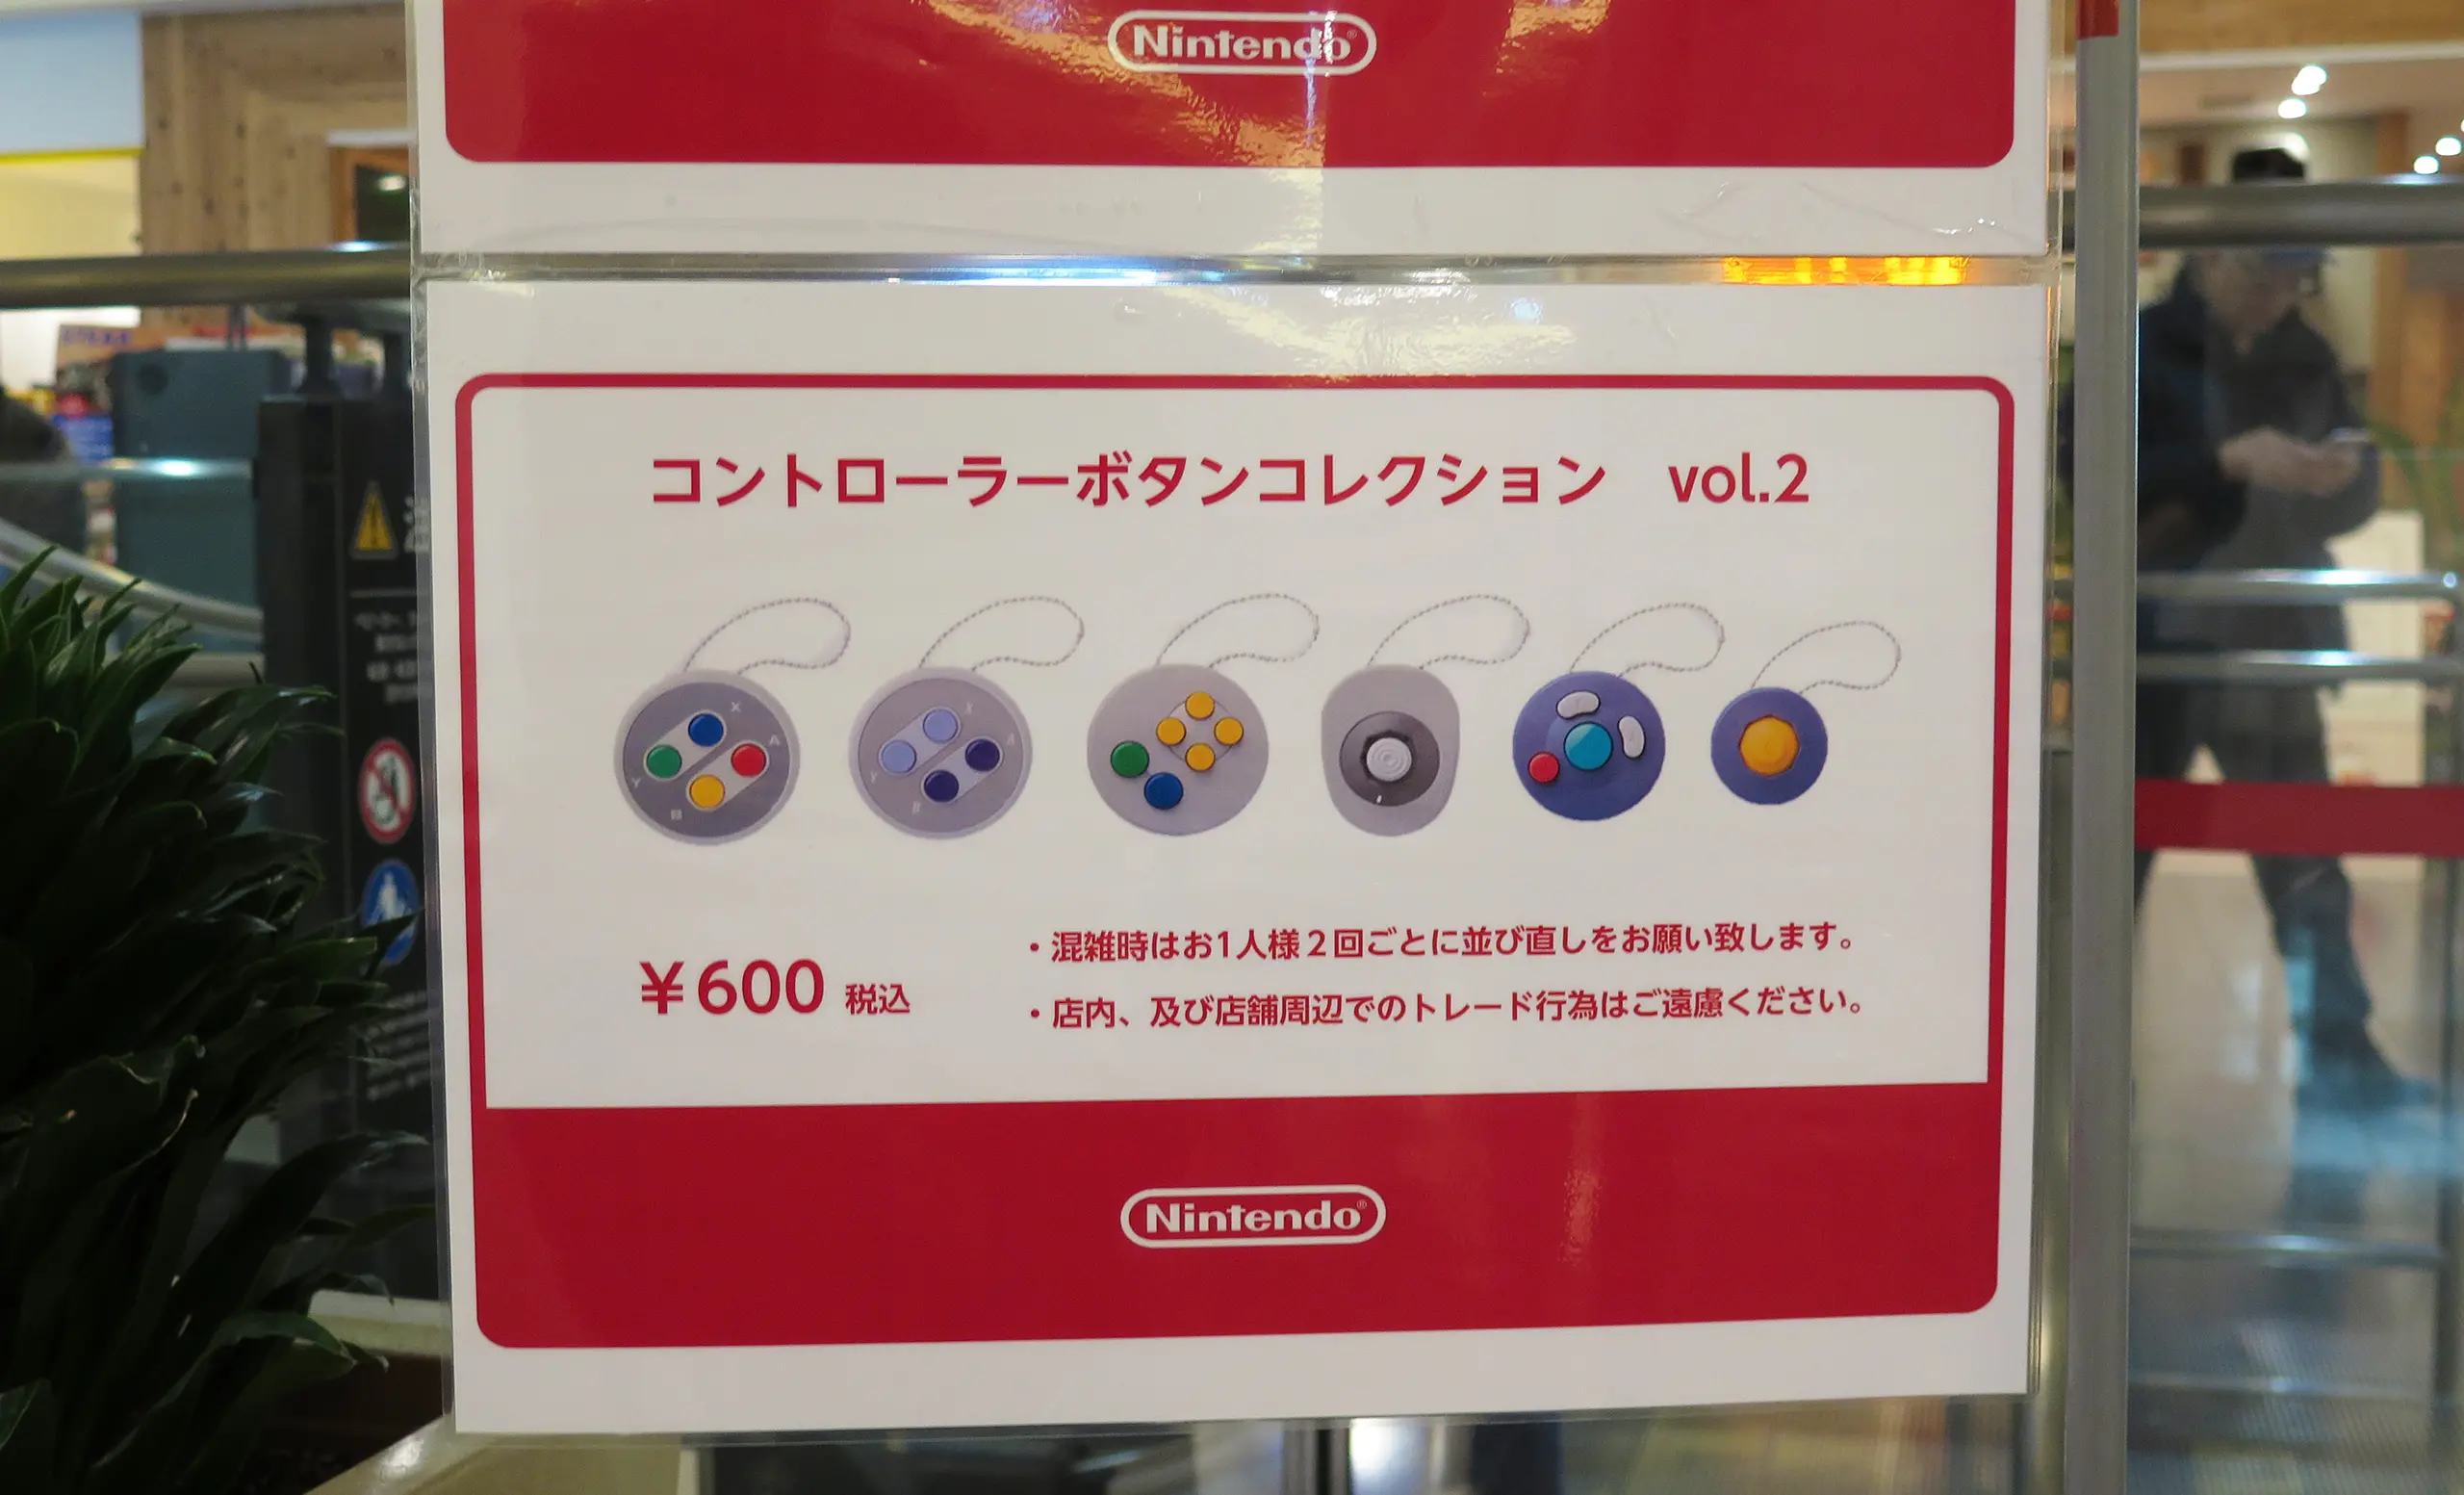 Nintendo
コントローラーボタンコレクション vol.2
X
A
Y
B
X
A
Y
B
¥600 税込
・混雑時はお1人様2回ごとに並び直しをお願い致します。
・店内、及び店舗周辺でのトレード行為はご遠慮ください。
Nintendo